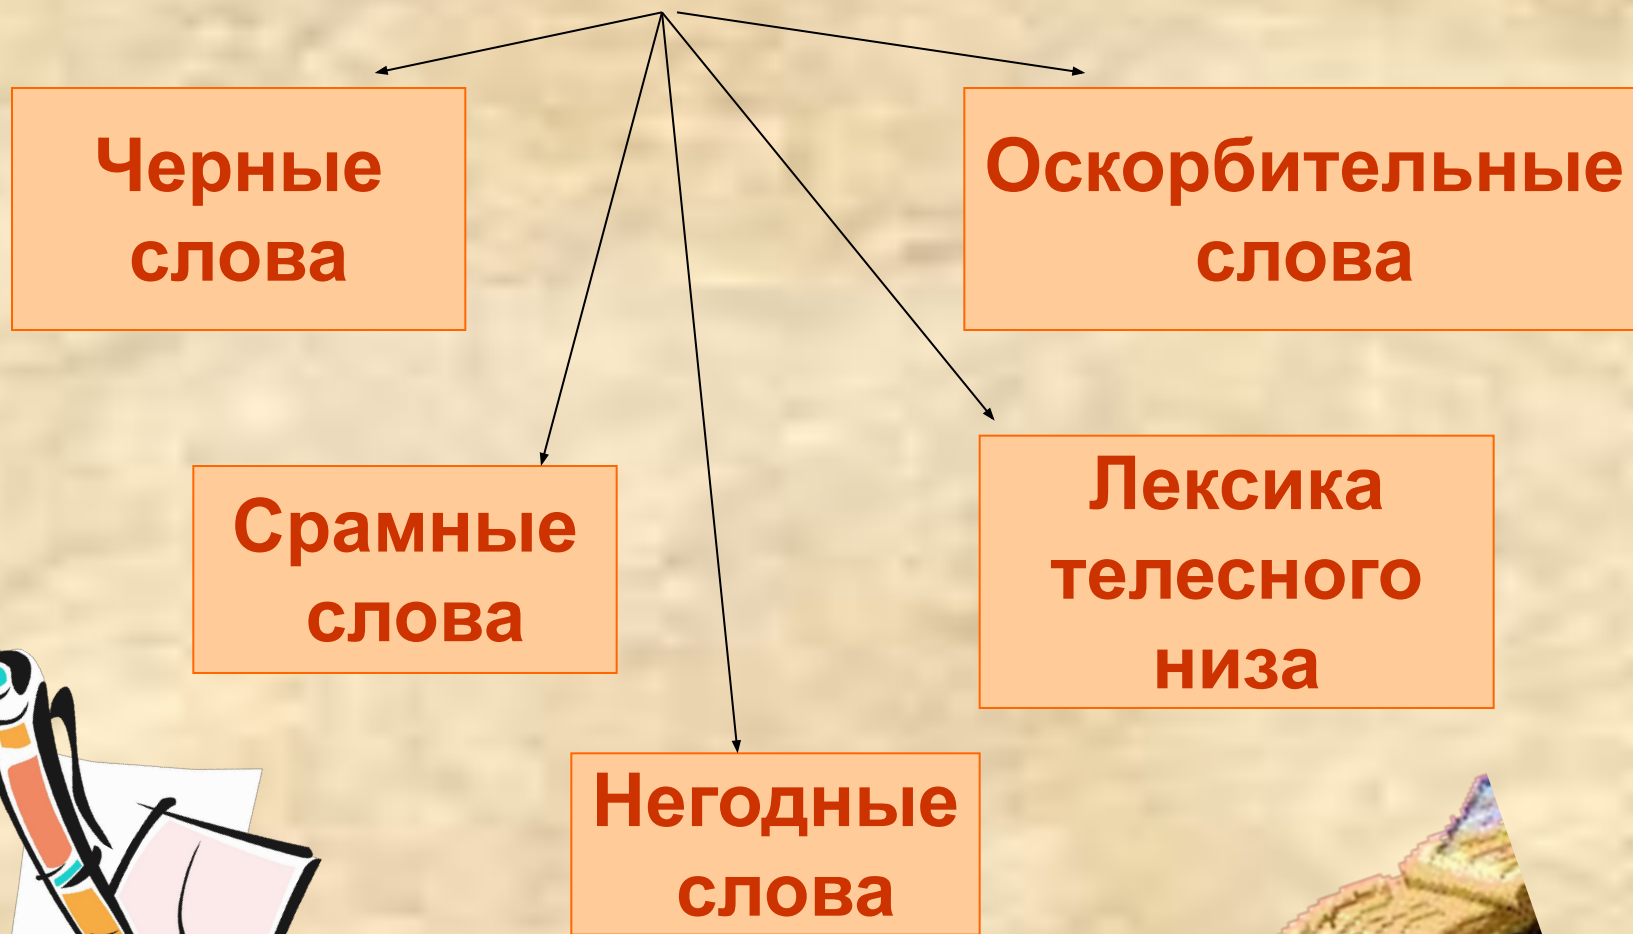 Черные
слова
Оскорбительные
слова
Срамные
слова
Лексика
телесного
низа
Негодные
слова